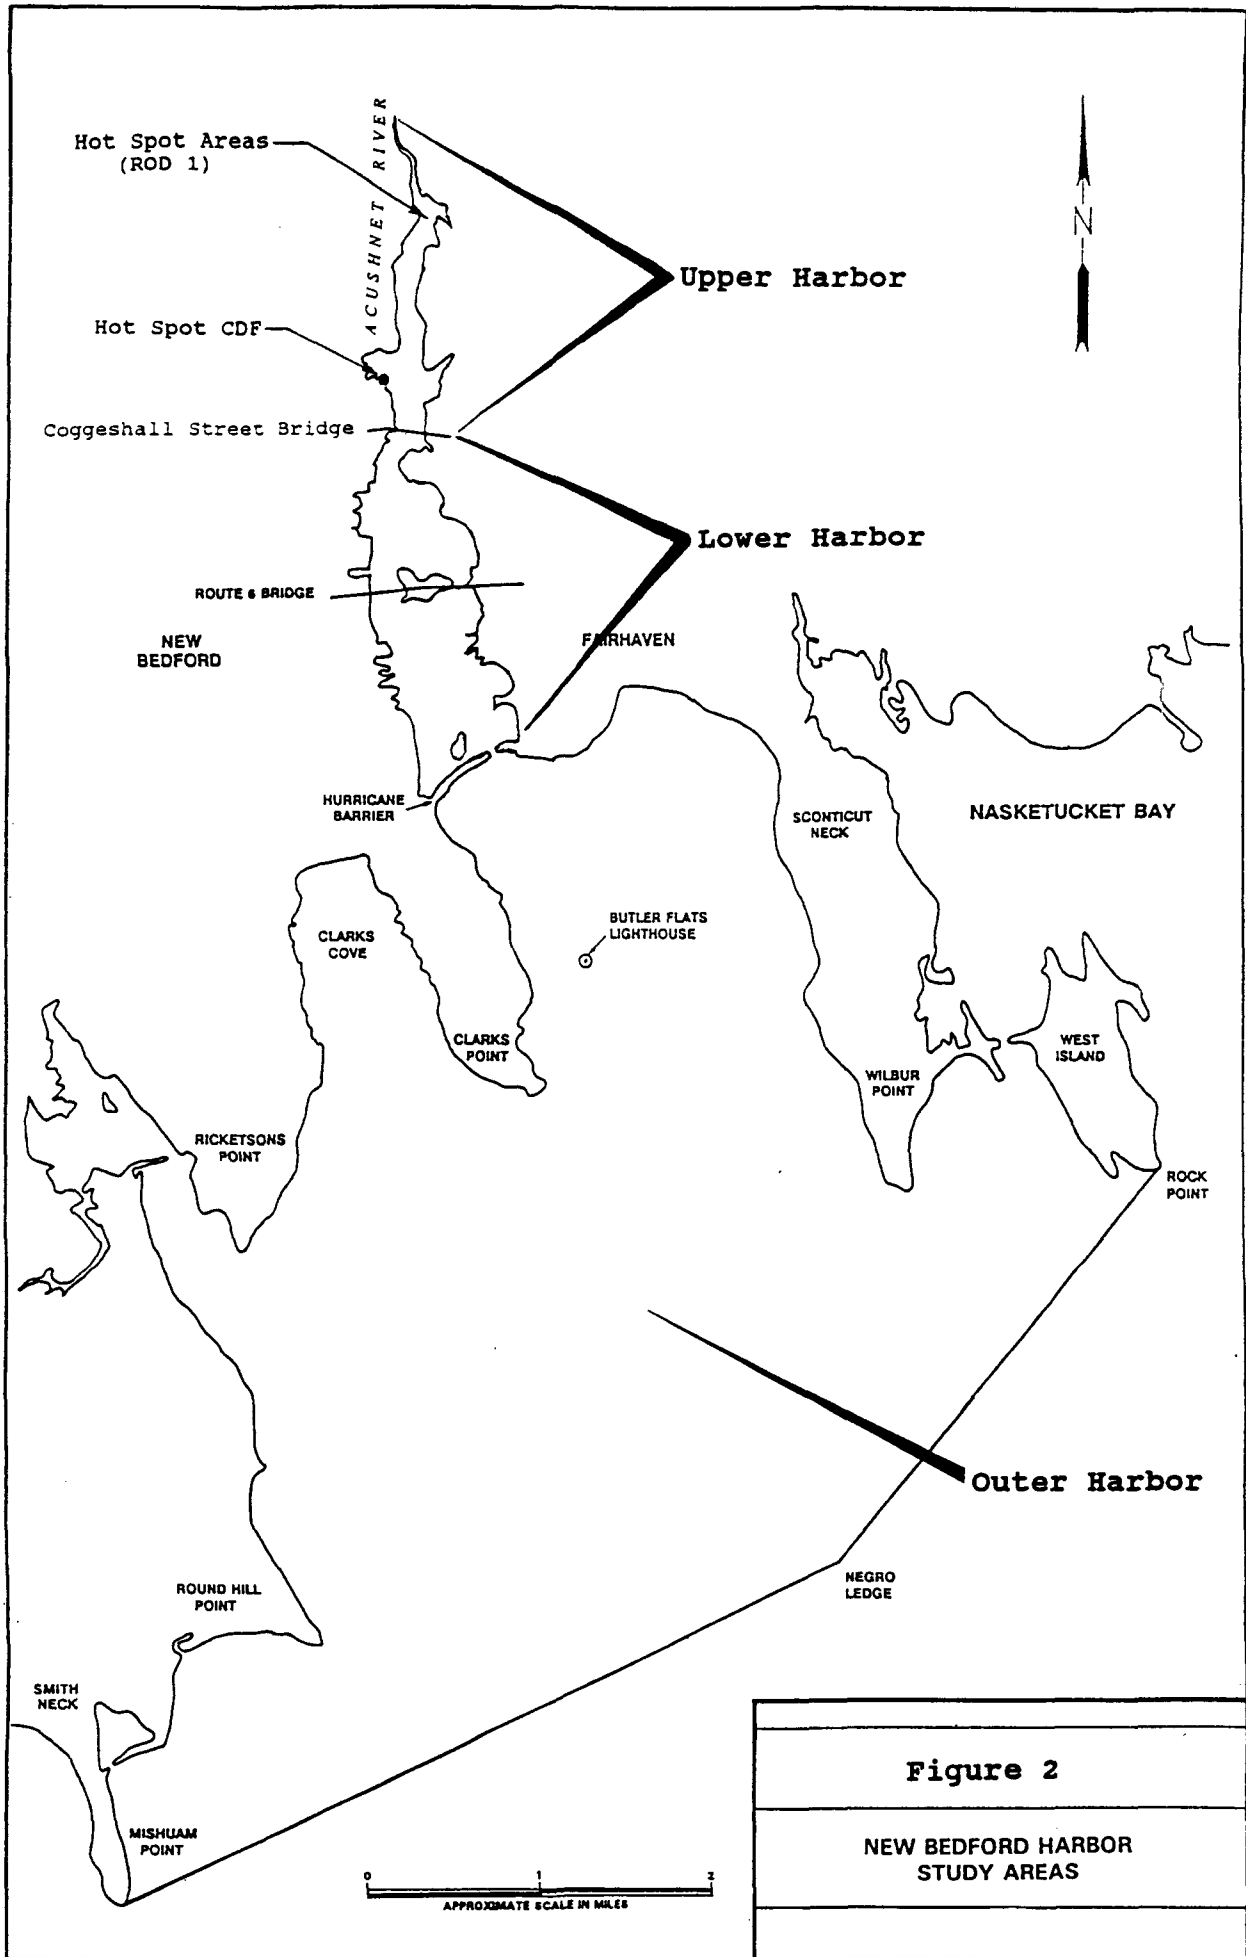 ACUSHNET RIVER
Hot Spot Areas
(ROD 1)
N
Upper Harbor
Hot Spot CDF
Coggeshall Street Bridge
Lower Harbor
ROUTE 6 BRIDGE
NEW
BEDFORD
FAIRHAVEN
HURRICANE
BARRIER
SCONTICUT
NECK
NASKETUCKET BAY
CLARKS
COVE
BUTLER FLATS
LIGHTHOUSE
CLARKS
POINT
WEST
ISLAND
WILBUR
POINT
RICKETSONS
POINT
ROCK
POINT
Outer Harbor
NEGRO
LEDGE
ROUND HILL
POINT
SMITH
NECK
MISHUAM
POINT
0 1 2
APPROXIMATE SCALE IN MILES
Figure 2
NEW BEDFORD HARBOR
STUDY AREAS